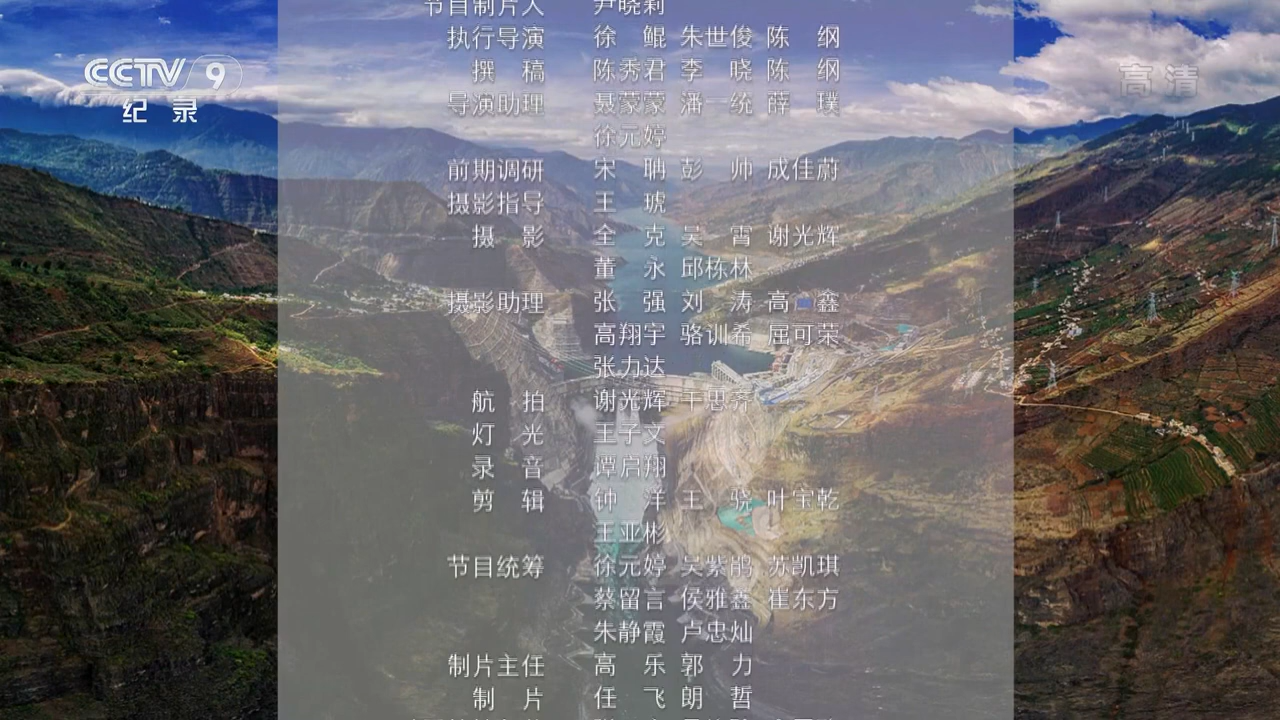 节目制片人 尹晓莉
执行导演 徐 鲲 朱世俊 陈 纲
CCTV 9
纪 录
高清
撰 稿 陈秀君 李 晓 陈 纲
导演助理 聂蒙蒙 潘 统 薛 璞
徐元婷
前期调研 宋 聃 彭 帅 成佳蔚
摄影指导 王 琥
摄 影 全 克 吴 霄 谢光辉
董 永 邱栋林
摄影助理 张 强 刘 涛 高 鑫
高翔宇 骆训希 屈可荣
张力达
航 拍 谢光辉 干思
灯 光 王子文
录 音 谭启翔
剪 辑 钟 洋 王 骁 叶宝乾
王亚彬
节目统筹 徐元婷 吴紫鹃 苏凯琪
蔡留言 侯雅鑫 崔东方
朱静霞 卢忠灿
制片主任 高 乐 郭 力
制 片 任 飞 朗 哲